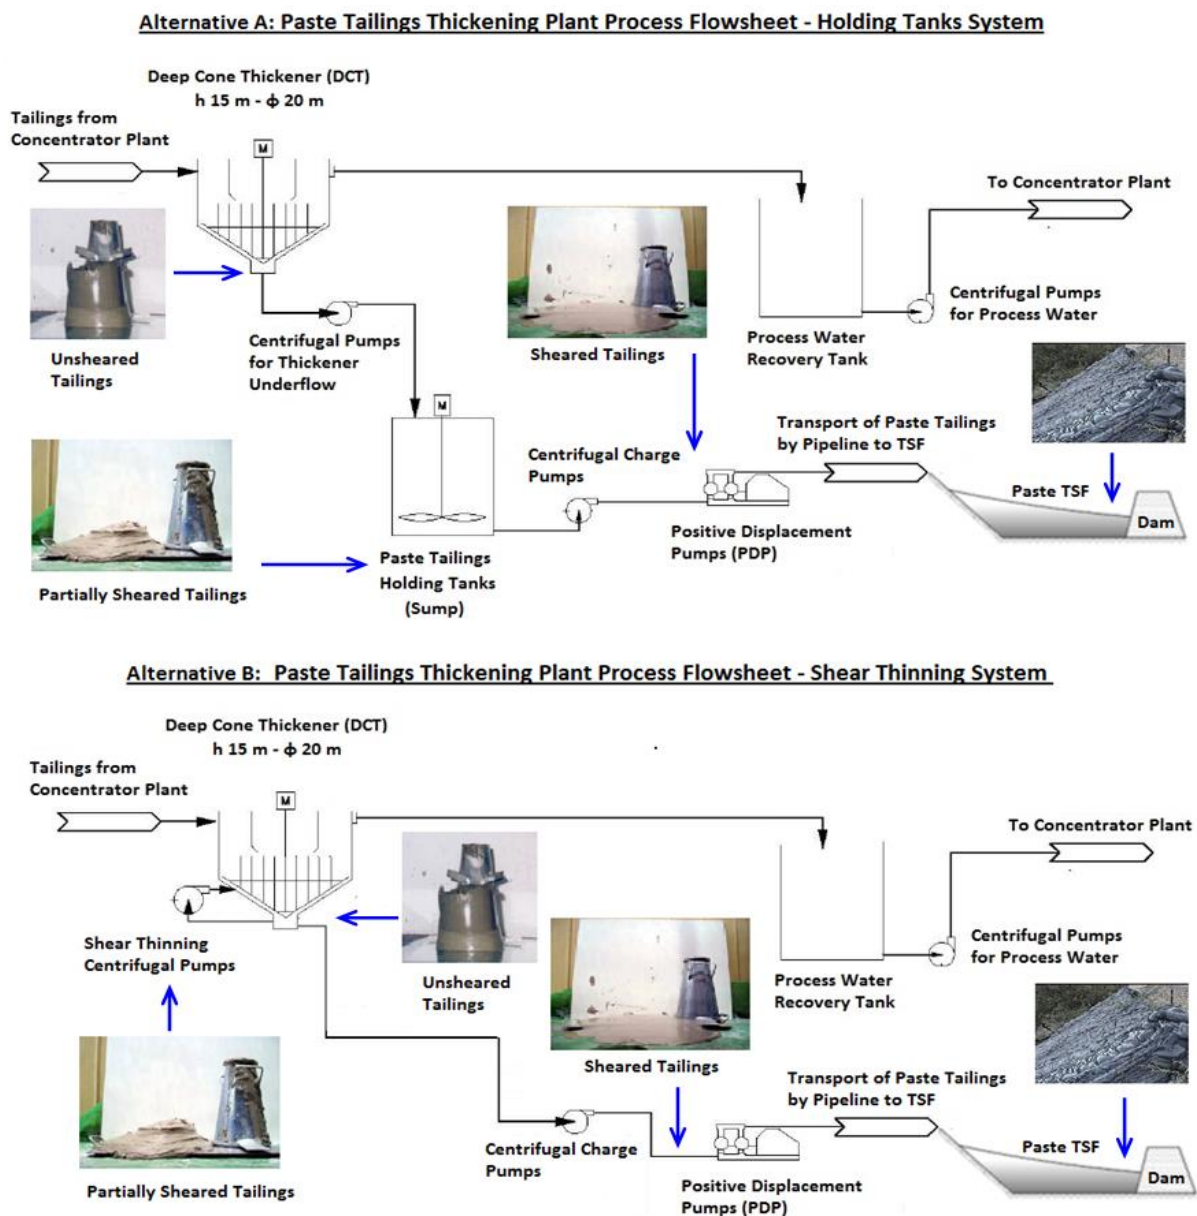 Alternative A: Paste Tailings Thickening Plant Process Flowsheet - Holding Tanks System
Deep Cone Thickener (DCT)
h 15 m - ф 20 m
Tailings from
Concentrator Plant
M
To Concentrator Plant
Unsheared
Tailings
Centrifugal Pumps
for Thickener
Underflow
Sheared Tailings
Process Water
Recovery Tank
Centrifugal Pumps
for Process Water
M
Partially Sheared Tailings
Paste Tailings
Holding Tanks
(Sump)
Centrifugal Charge
Pumps
Positive Displacement
Pumps (PDP)
Transport of Paste Tailings
by Pipeline to TSF
Paste TSF
Dam
Alternative B: Paste Tailings Thickening Plant Process Flowsheet - Shear Thinning System
Deep Cone Thickener (DCT)
h 15 m - ф 20 m
Tailings from
Concentrator Plant
M
To Concentrator Plant
Shear Thinning
Centrifugal Pumps
Unsheared
Tailings
Process Water
Recovery Tank
Centrifugal Pumps
for Process Water
Partially Sheared Tailings
Sheared Tailings
Centrifugal Charge
Pumps
Positive Displacement
Pumps (PDP)
Transport of Paste Tailings
by Pipeline to TSF
Paste TSF
Dam